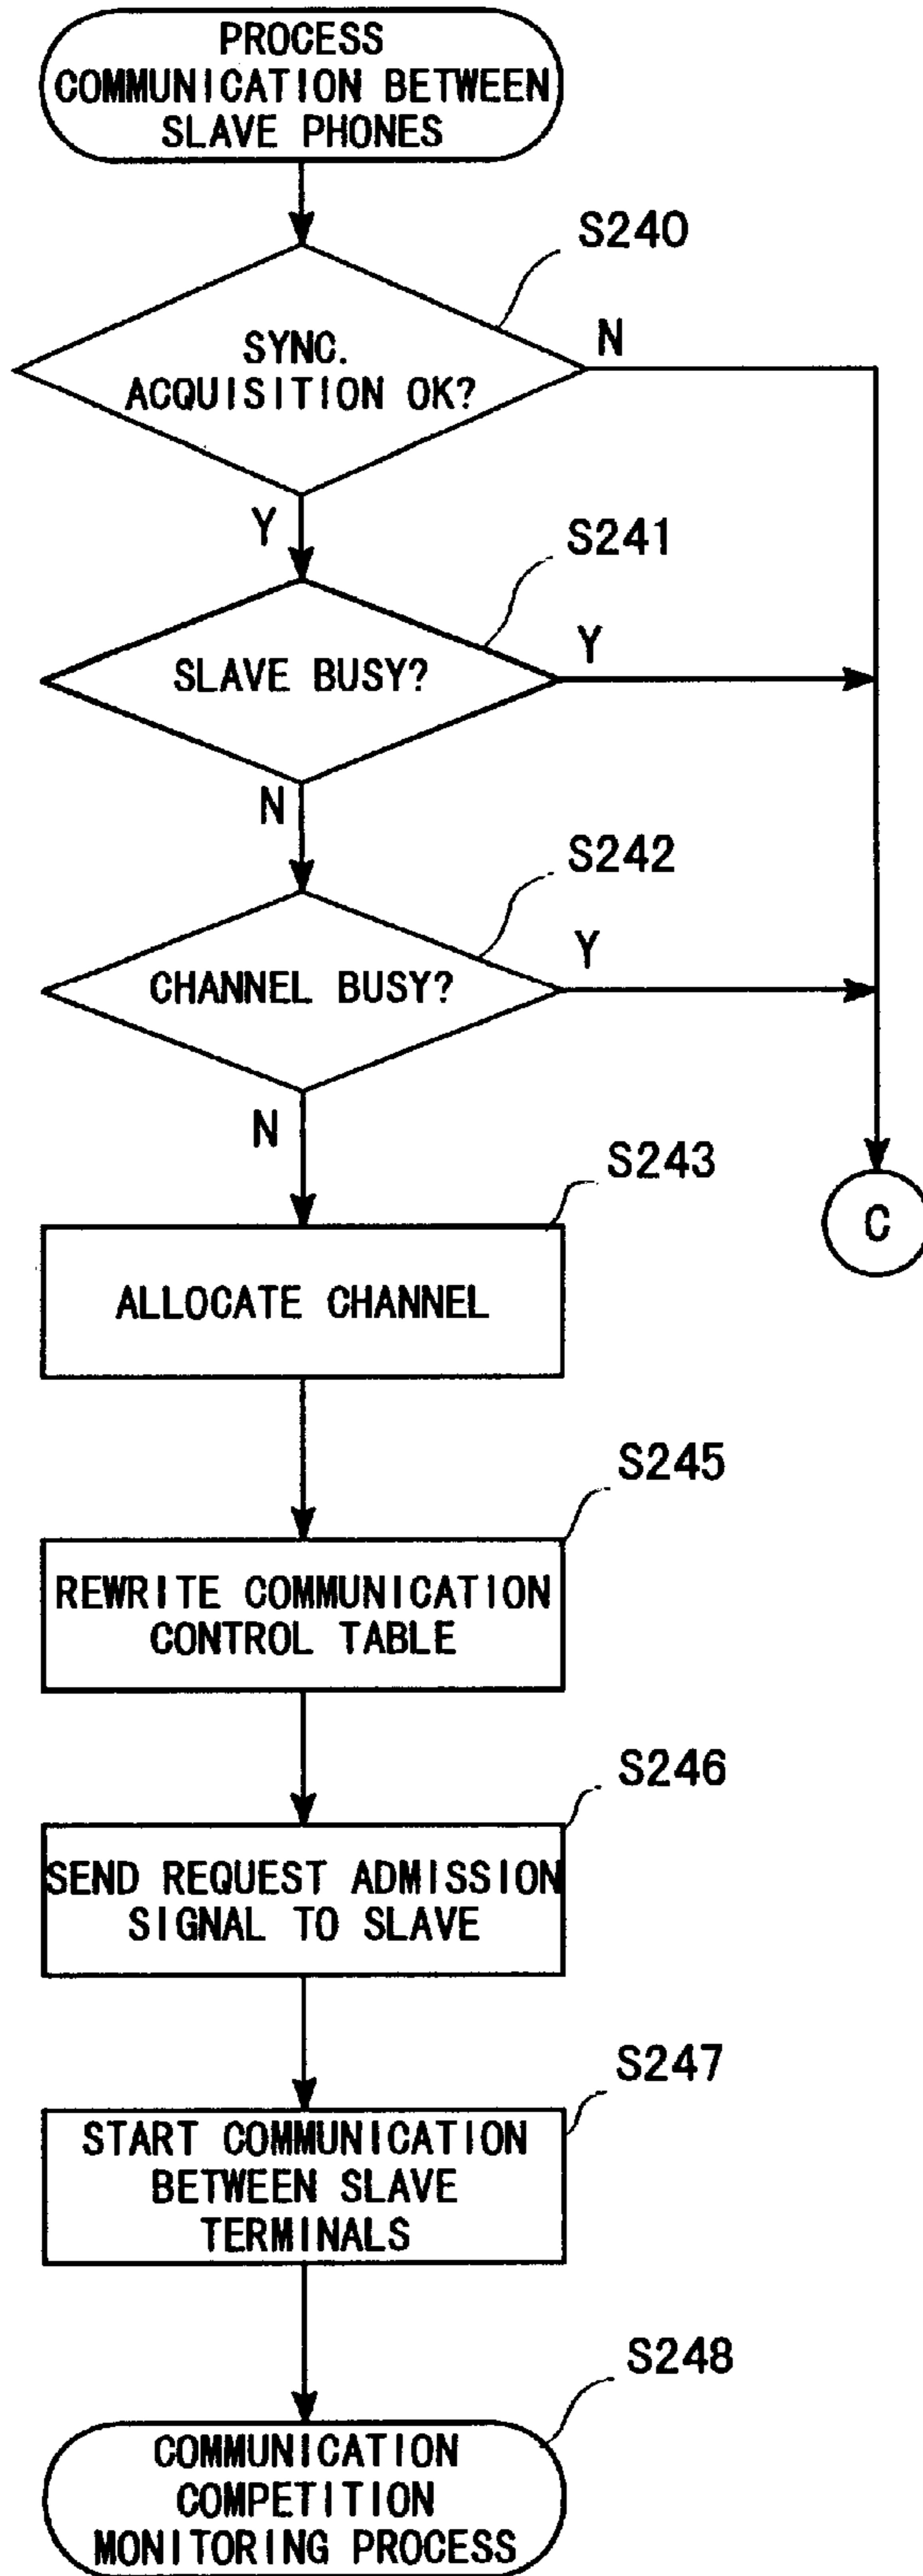 PROCESS
COMMUNICATION BETWEEN
SLAVE PHONES
S240
SYNC.
ACQUISITION OK?
N
Y
S241
SLAVE BUSY?
Y
N
S242
CHANNEL BUSY?
Y
N
S243
C
ALLOCATE CHANNEL
S245
REWRITE COMMUNICATION
CONTROL TABLE
S246
SEND REQUEST ADMISSION
SIGNAL TO SLAVE
S247
START COMMUNICATION
BETWEEN SLAVE
TERMINALS
S248
COMMUNICATION
COMPETITION
MONITORING PROCESS